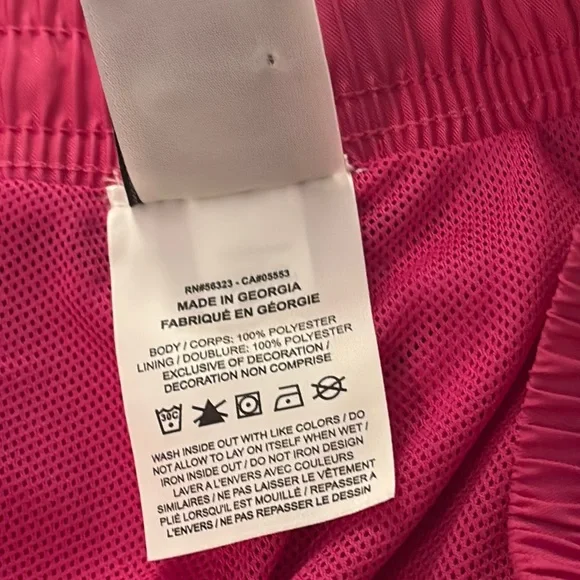 RN#56323 - CA#05553
MADE IN GEORGIA
FABRIQUÉ EN GÉORGIE
BODY / CORPS: 100% POLYESTER
LINING / DOUBLURE: 100% POLYESTER
EXCLUSIVE OF DECORATION /
DECORATION NON COMPRISE
30C
WASH INSIDE OUT WITH LIKE COLORS / DO
NOT ALLOW TO LAY ON ITSELF WHEN WET /
IRON INSIDE OUT / DO NOT IRON DESIGN
LAVER A L'ENVERS AVEC COULEURS
SIMILAIRES / NE PAS LAISSER LE VÊTEMENT
PLIÉ LORSQU'IL EST MOUILLÉ / REPASSER A
L'ENVERS / NE PAS REPASSER LE DESSIN